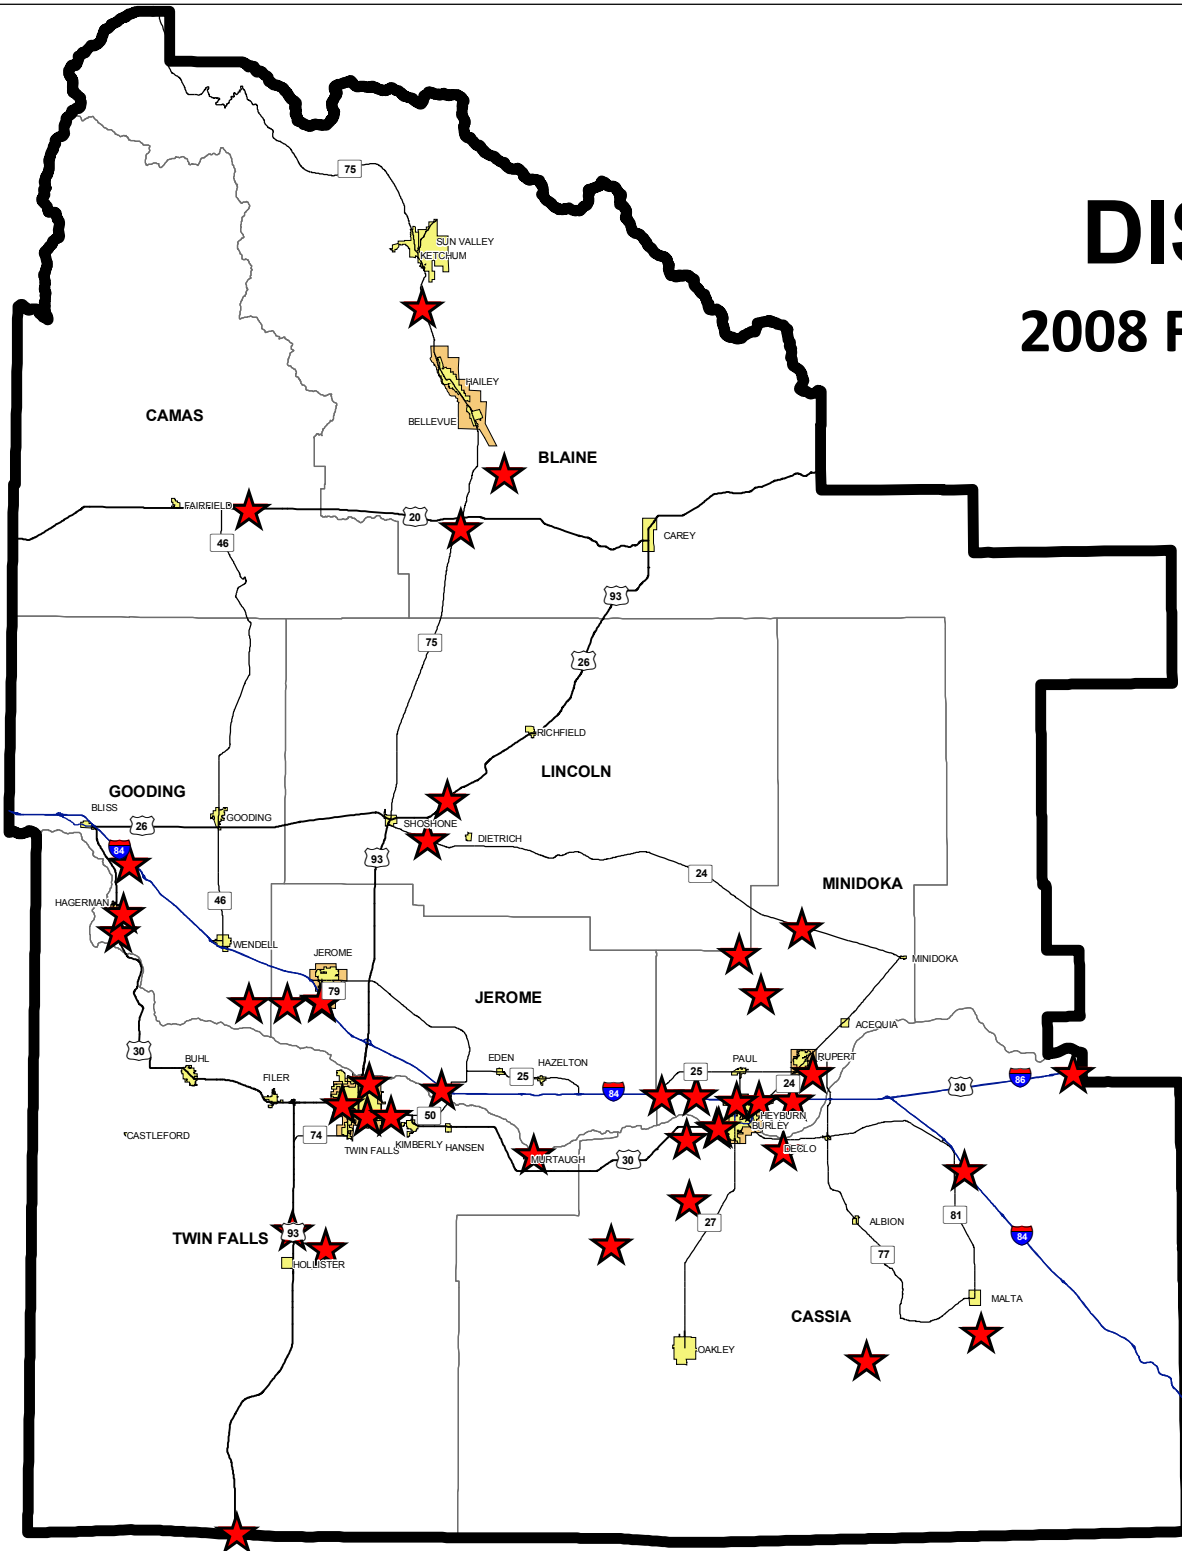 DIS
2008 F
75
SUN VALLEY
KETCHUM
HAILEY
BELLEVUE
CAMAS
BLAINE
FAIRFIELD
20
46
CAREY
93
75
26
RICHFIELD
LINCOLN
GOODING
BLISS
26
GOODING
SHOSHONE
DIETRICH
84
93
24
MINIDOKA
HAGERMAN
46
WENDELL
JEROME
MINIDOKA
79
JEROME
ACEQUIA
30
BUHL
EDEN
25
HAZELTON
PAUL
RUPERT
25
24
30
86
FILER
84
50
HEYBURN
BURLEY
CASTLEFORD
74
TWIN FALLS
KIMBERLY
HANSEN
MURTAUGH
30
DECLO
27
81
ALBION
TWIN FALLS
93
84
77
HOLLISTER
MALTA
CASSIA
OAKLEY